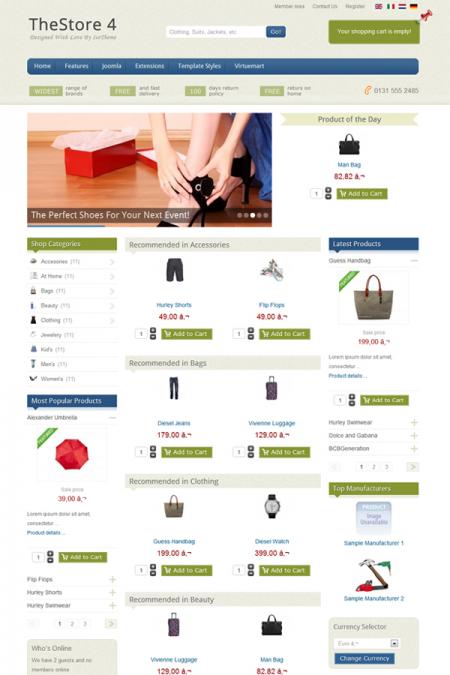 Member Area Contact Us Register
TheStore 4
Designed With Love By IceTheme
Clothing, Suits, Jackets, etc.
Go!
Your shopping cart is empty!
Home Features Joomla Extensions Template Styles Virtuemart
WIDEST range of brands
FREE and fast delivery
100 days return policy
FREE returs on home
0131 555 2485
The Perfect Shoes For Your Next Event!
Product of the Day
Man Bag
82.82 â‚¬
1 Add to Cart
Shop Categories
Accesories (11)
At Home (11)
Bags (11)
Beauty (11)
Clothing (11)
Jewelery (11)
Kid's (11)
Men's (11)
Women's (11)
Most Popular Products
Alexander Umbrella
Sale price
39,00 â‚¬
Lorem ipsum dolor sit
amet, consectetur ...
Product details ...
1 Add to Cart
Flip Flops
Hurley Shorts
Hurley Swimwear
1 2 3
Who's Online
We have 2 guests and no
members online
Recommended in Accessories
Hurley Shorts Flip Flops
49,00 â‚¬ 49,00 â‚¬
1 Add to Cart 1 Add to Cart
Recommended in Bags
Diesel Jeans Vivienne Luggage
179,00 â‚¬ 129,00 â‚¬
1 Add to Cart 1 Add to Cart
Recommended in Clothing
Guess Handbag Diesel Watch
199,00 â‚¬ 399,00 â‚¬
1 Add to Cart 1 Add to Cart
Recommended in Beauty
Vivienne Luggage Man Bag
129,00 â‚¬ 82,82 â‚¬
Latest Products
Guess Handbag
Sale price
199,00 â‚¬
Lorem ipsum dolor sit amet,
consectetur ...
Product details ...
1 Add to Cart
Hurley Swimwear
Dolce and Gabana
BCBGeneration
1 2 3
Top Manufacturers
PRODUCT
Image
Unavailable
Sample Manufacturer 1
Sample Manufacturer 2
Currency Selector
Euro â‚¬
Change Currency